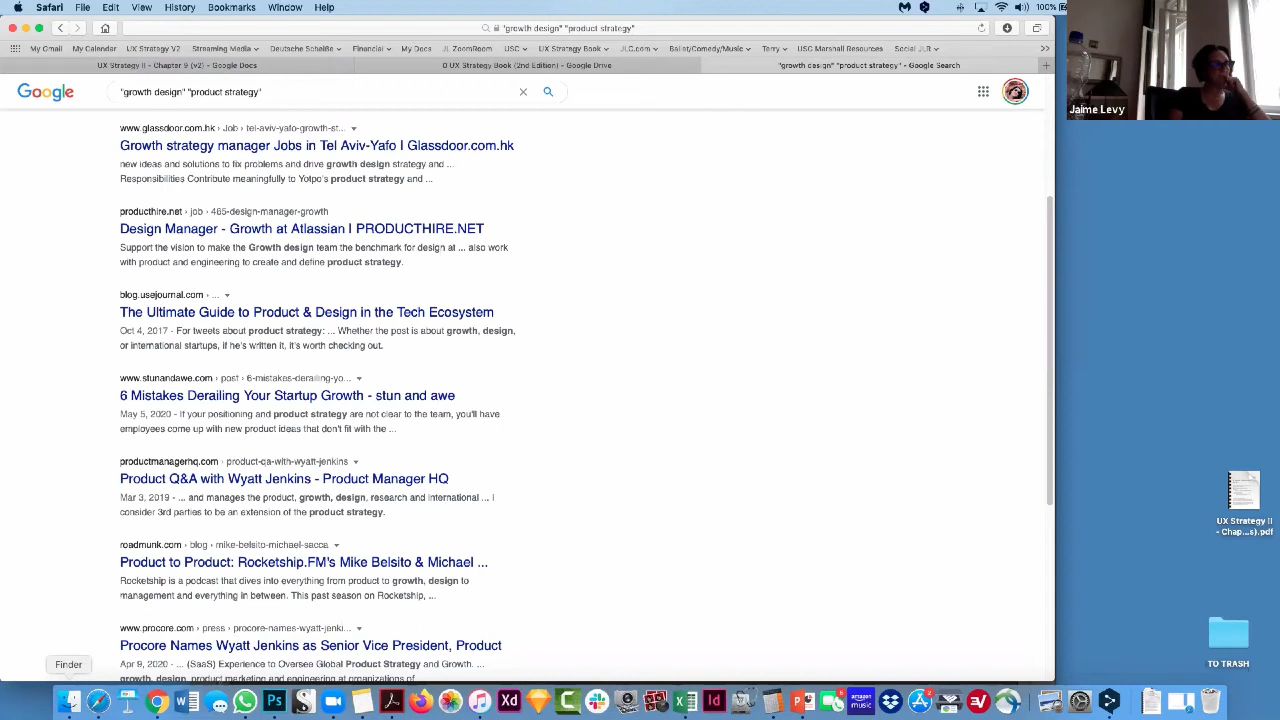 Safari File Edit View History Bookmarks Window Help 100%
"growth design" "product strategy"
My Gmail My Calendar UX Strategy V2 Streaming Media Deutsche Scheiße Financial My Docs JL ZoomRoom USC UX Strategy Book JLC.com Ballet/Comedy/Music Terry USC Marshall Resources Social JLR
UX Strategy II - Chapter 9 (v2) - Google Docs 0 UX Strategy Book (2nd Edition) - Google Drive "growth design" "product strategy" - Google Search
Google "growth design" "product strategy"
Jaime Levy
www.glassdoor.com.hk › Job › tel-aviv-yafo-growth-st...
Growth strategy manager Jobs in Tel Aviv-Yafo | Glassdoor.com.hk
new ideas and solutions to fix problems and drive growth design strategy and ...
Responsibilities Contribute meaningfully to Yotpo's product strategy and ...
producthire.net › job › 465-design-manager-growth
Design Manager - Growth at Atlassian | PRODUCTHIRE.NET
Support the vision to make the Growth design team the benchmark for design at ... also work
with product and engineering to create and define product strategy.
blog.usejournal.com › ...
The Ultimate Guide to Product & Design in the Tech Ecosystem
Oct 4, 2017 - For tweets about product strategy: ... Whether the post is about growth, design,
or international startups, if he's written it, it's worth checking out.
www.stunandawe.com › post › 6-mistakes-derailing-yo...
6 Mistakes Derailing Your Startup Growth - stun and awe
May 5, 2020 - If your positioning and product strategy are not clear to the team, you'll have
employees come up with new product ideas that don't fit with the ...
productmanagerhq.com › product-qa-with-wyatt-jenkins
Product Q&A with Wyatt Jenkins - Product Manager HQ
Mar 3, 2019 - ... and manages the product, growth, design, research and international ... I
consider 3rd parties to be an extension of the product strategy.
roadmunk.com › blog › mike-belsito-michael-sacca
Product to Product: Rocketship.FM's Mike Belsito & Michael ...
Rocketship is a podcast that dives into everything from product to growth, design to
management and everything in between. This past season on Rocketship, ...
www.procore.com › press › procore-names-wyatt-jenki...
Procore Names Wyatt Jenkins as Senior Vice President, Product
Apr 9, 2020 - ... (SaaS) Experience to Oversee Global Product Strategy and Growth. ...
growth, design, product marketing and engineering at organizations of
UX Strategy II
- Chap...s).pdf
TO TRASH
Finder
Ps Xd Id
amazon music